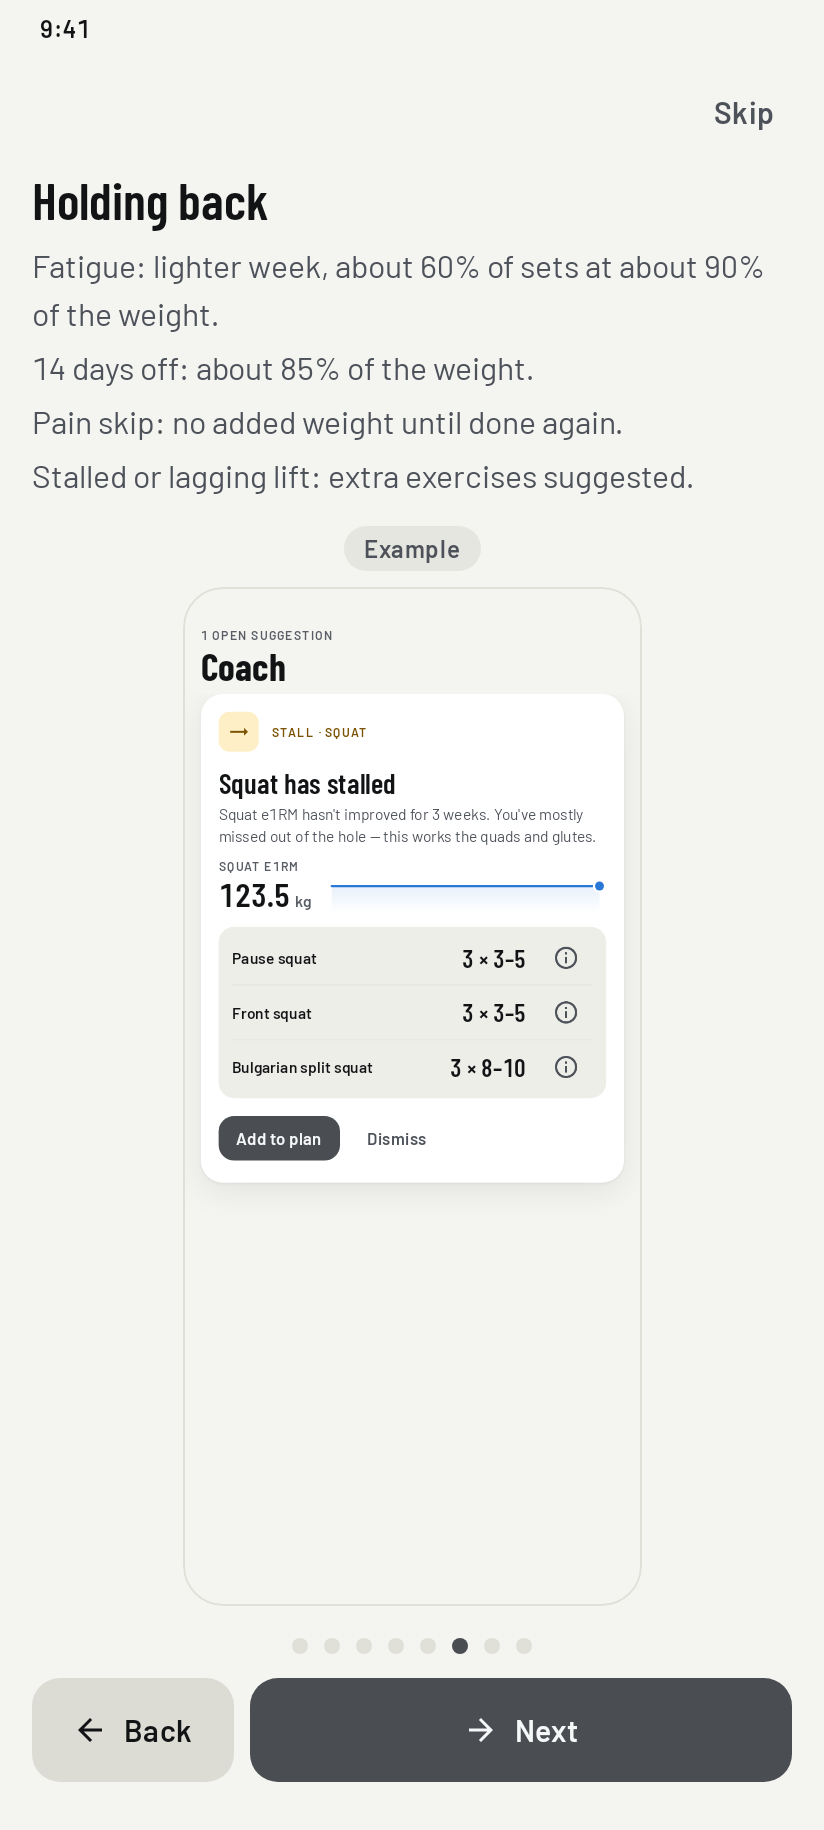 9:41
Skip
Holding back
Fatigue: lighter week, about 60% of sets at about 90%
of the weight.
14 days off: about 85% of the weight.
Pain skip: no added weight until done again.
Stalled or lagging lift: extra exercises suggested.
Example
1 OPEN SUGGESTION
Coach
STALL · SQUAT
Squat has stalled
Squat e1RM hasn't improved for 3 weeks. You've mostly
missed out of the hole — this works the quads and glutes.
SQUAT E1RM
123.5 kg
Pause squat 3 × 3–5
Front squat 3 × 3–5
Bulgarian split squat 3 × 8–10
Add to plan Dismiss
Back Next